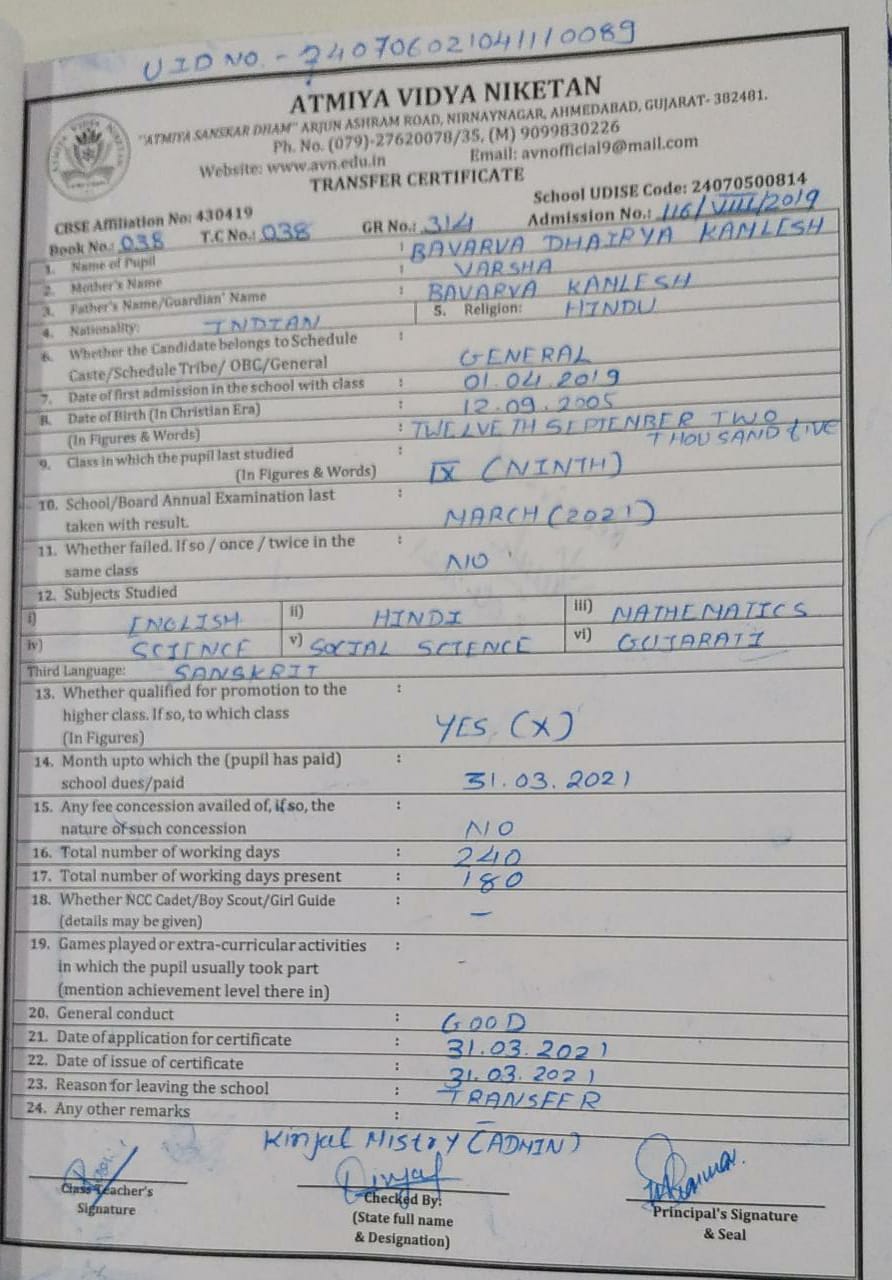 UID NO. - 240706021041110089
ATMIYA VIDYA NIKETAN
"ATMIYA SANSKAR DHAM" ARJUN ASHRAM ROAD, NIRNAYNAGAR, AHMEDABAD, GUJARAT- 382481.
Ph. No. (079)-27620078/35, (M) 9099830226
Website: www.avn.edu.in Email: avnofficial9@mail.com
TRANSFER CERTIFICATE
School UDISE Code: 24070500814
CBSE Affiliation No: 430419
Book No.: 038 T.C No.: 038 GR No.: 314 Admission No.: 116/VIII/2019
1. Name of Pupil : BAVARVA DHAIRYA KAMLESH
2. Mother's Name : VARSHA
3. Father's Name/Guardian' Name : BAVARVA KAMLESH
4. Nationality: INDIAN 5. Religion: HINDU
6. Whether the Candidate belongs to Schedule :
Caste/Schedule Tribe/ OBC/General GENERAL
7. Date of first admission in the school with class : 01.04.2019
8. Date of Birth (In Christian Era) : 12.09.2005
(In Figures & Words) : TWELVE TH SEPTEMBER TWO
THOUSAND FIVE
9. Class in which the pupil last studied :
(In Figures & Words) IX (NINTH)
10. School/Board Annual Examination last :
taken with result. MARCH (2021)
11. Whether failed. If so / once / twice in the :
same class NO
12. Subjects Studied
i) ENGLISH ii) HINDI iii) MATHEMATICS
iv) SCIENCE v) SOCIAL SCIENCE vi) GUJARATI
Third Language: SANSKRIT
13. Whether qualified for promotion to the :
higher class. If so, to which class
(In Figures) YES (X)
14. Month upto which the (pupil has paid) :
school dues/paid 31.03.2021
15. Any fee concession availed of, if so, the :
nature of such concession NO
16. Total number of working days : 240
17. Total number of working days present : 180
18. Whether NCC Cadet/Boy Scout/Girl Guide :
(details may be given) —
19. Games played or extra-curricular activities :
in which the pupil usually took part -
(mention achievement level there in)
20. General conduct : GOOD
21. Date of application for certificate : 31.03.2021
22. Date of issue of certificate : 31.03.2021
23. Reason for leaving the school : TRANSFER
24. Any other remarks : —
Kinjal Mistry (ADMIN)
Class Teacher's
Signature
Checked By:
(State full name
& Designation)
Principal's Signature
& Seal